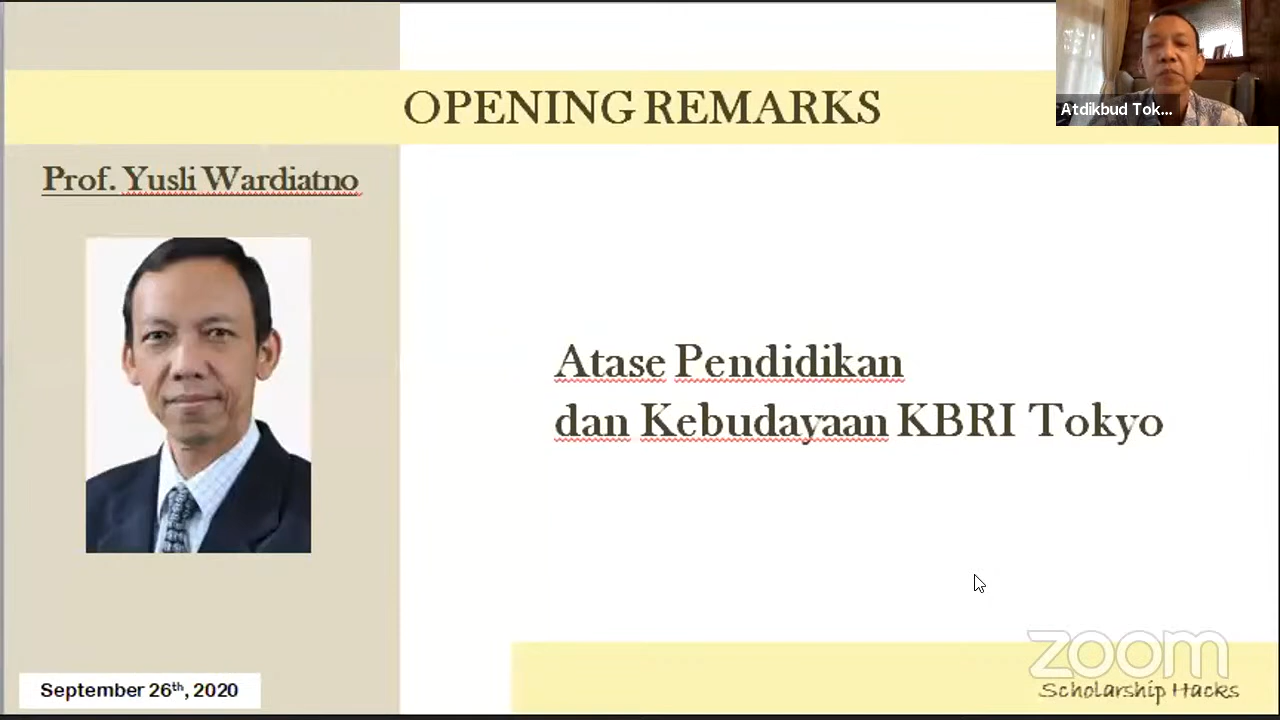 OPENING REMARKS
Atdikbud Tok...
Prof. Yusli Wardiatno
Atase Pendidikan
dan Kebudayaan KBRI Tokyo
zoom
Scholarship Hacks
September 26th, 2020